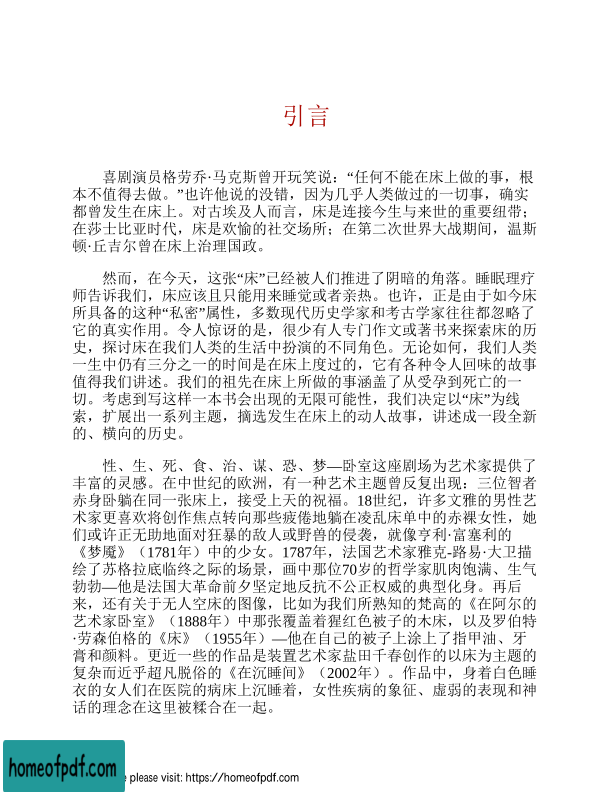 引言
喜剧演员格劳乔·马克斯曾开玩笑说：“任何不能在床上做的事，根
本不值得去做。”也许他说的没错，因为几乎人类做过的一切事，确实
都曾发生在床上。对古埃及人而言，床是连接今生与来世的重要纽带；
在莎士比亚时代，床是欢愉的社交场所；在第二次世界大战期间，温斯
顿·丘吉尔曾在床上治理国政。
然而，在今天，这张“床”已经被人们推进了阴暗的角落。睡眠理疗
师告诉我们，床应该且只能用来睡觉或者亲热。也许，正是由于如今床
所具备的这种“私密”属性，多数现代历史学家和考古学家往往都忽略了
它的真实作用。令人惊讶的是，很少有人专门作文或著书来探索床的历
史，探讨床在我们人类的生活中扮演的不同角色。无论如何，我们人类
一生中仍有三分之一的时间是在床上度过的，它有各种令人回味的故事
值得我们讲述。我们的祖先在床上所做的事涵盖了从受孕到死亡的一
切。考虑到写这样一本书会出现的无限可能性，我们决定以“床”为线
索，扩展出一系列主题，摘选发生在床上的动人故事，讲述成一段全新
的、横向的历史。
性、生、死、食、治、谋、恐、梦—卧室这座剧场为艺术家提供了
丰富的灵感。在中世纪的欧洲，有一种艺术主题曾反复出现：三位智者
赤身卧躺在同一张床上，接受上天的祝福。18世纪，许多文雅的男性艺
术家更喜欢将创作焦点转向那些疲倦地躺在凌乱床单中的赤裸女性，她
们或许正无助地面对狂暴的敌人或野兽的侵袭，就像亨利·富塞利的
《梦魇》（1781年）中的少女。1787年，法国艺术家雅克-路易·大卫描
绘了苏格拉底临终之际的场景，画中那位70岁的哲学家肌肉饱满、生气
勃勃—他是法国大革命前夕坚定地反抗不公正权威的典型化身。再后
来，还有关于无人空床的图像，比如为我们所熟知的梵高的《在阿尔的
艺术家卧室》（1888年）中那张覆盖着猩红色被子的木床，以及罗伯特
·劳森伯格的《床》（1955年）—他在自己的被子上涂上了指甲油、牙
膏和颜料。更近一些的作品是装置艺术家盐田千春创作的以床为主题的
复杂而近乎超凡脱俗的《在沉睡间》（2002年）。作品中，身着白色睡
衣的女人们在医院的病床上沉睡着，女性疾病的象征、虚弱的表现和神
话的理念在这里被糅合在一起。
homeofpdf.com
please visit: https://homeofpdf.com